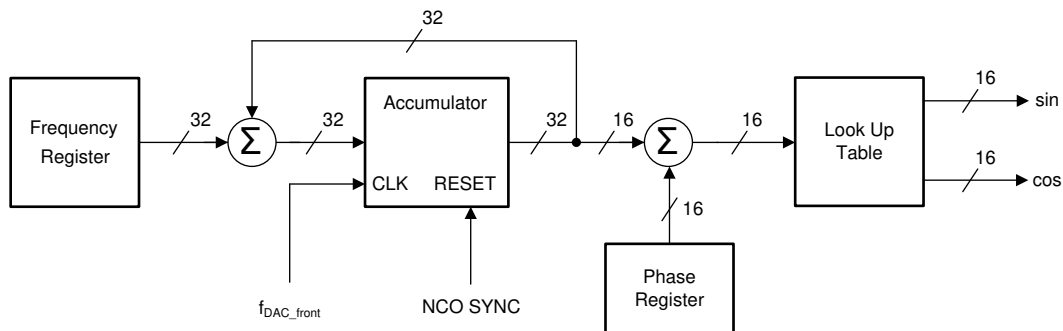 32
Frequency
Register
32
Σ
32
Accumulator
CLK
RESET
32
16
Σ
16
Look Up
Table
16
sin
16
cos
16
Phase
Register
f_DAC_front
NCO SYNC